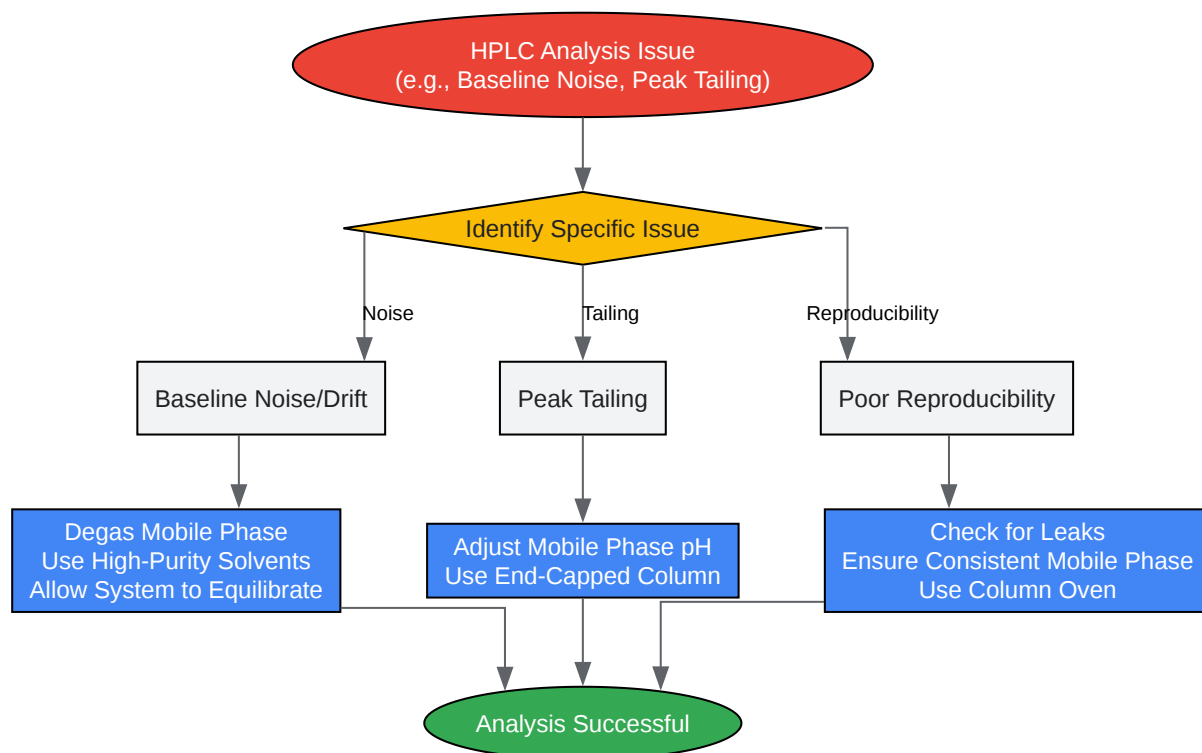 HPLC Analysis Issue
(e.g., Baseline Noise, Peak Tailing)
Identify Specific Issue
Noise
Tailing
Reproducibility
Baseline Noise/Drift
Peak Tailing
Poor Reproducibility
Degas Mobile Phase
Use High-Purity Solvents
Allow System to Equilibrate
Adjust Mobile Phase pH
Use End-Capped Column
Check for Leaks
Ensure Consistent Mobile Phase
Use Column Oven
Analysis Successful